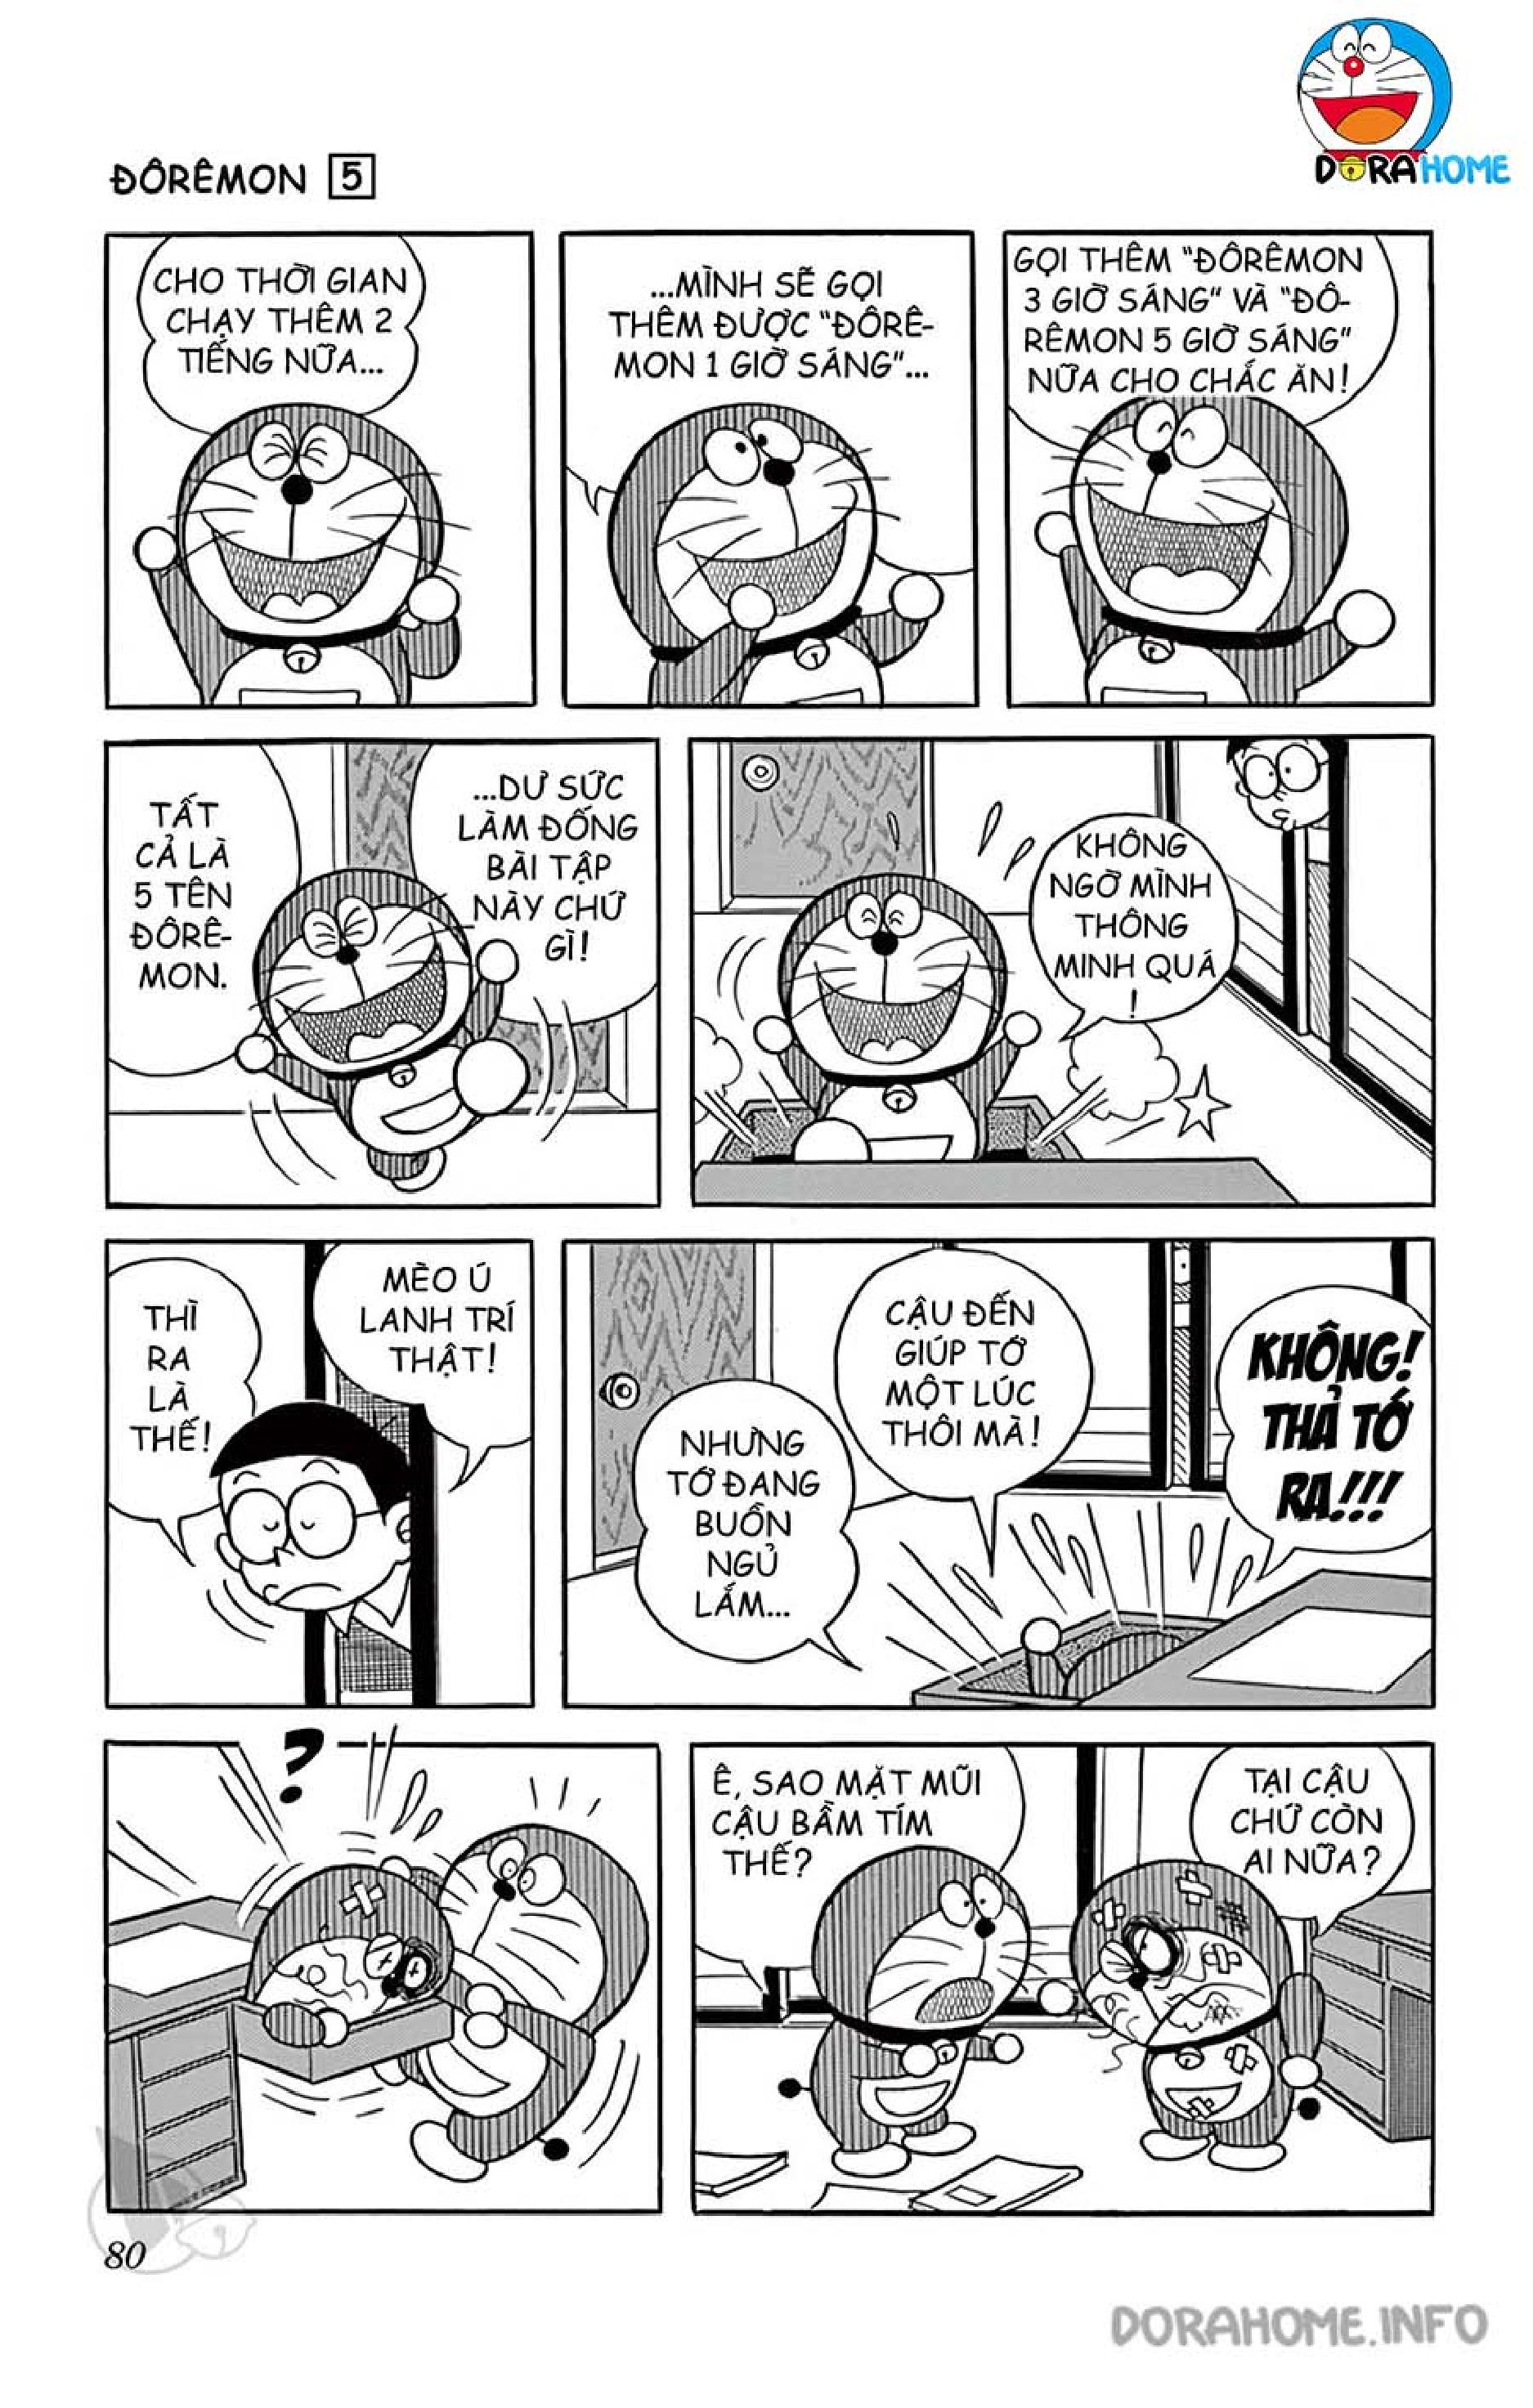 DORAHOME
ĐÔRÊMON 5
CHO THỜI GIAN
CHẠY THÊM 2
TIẾNG NỮA...
...MÌNH SẼ GỌI
THÊM ĐƯỢC "ĐÔRÊ-
MON 1 GIỜ SÁNG"...
GỌI THÊM "ĐÔRÊMON
3 GIỜ SÁNG" VÀ "ĐÔ-
RÊMON 5 GIỜ SÁNG"
NỮA CHO CHẮC ĂN!
TẤT
CẢ LÀ
5 TÊN
ĐÔRÊ-
MON.
...DƯ SỨC
LÀM ĐỐNG
BÀI TẬP
NÀY CHỨ
GÌ!
KHÔNG
NGỜ MÌNH
THÔNG
MINH QUÁ
!
THÌ
RA
LÀ
THẾ!
MÈO Ú
LANH TRÍ
THẬT!
NHƯNG
TỚ ĐANG
BUỒN
NGỦ
LẮM...
CẬU ĐẾN
GIÚP TỚ
MỘT LÚC
THÔI MÀ!
KHÔNG!
THẢ TỚ
RA!!!
?
Ê, SAO MẶT MŨI
CẬU BẦM TÍM
THẾ?
TẠI CẬU
CHỨ CÒN
AI NỮA?
80
DORAHOME.INFO